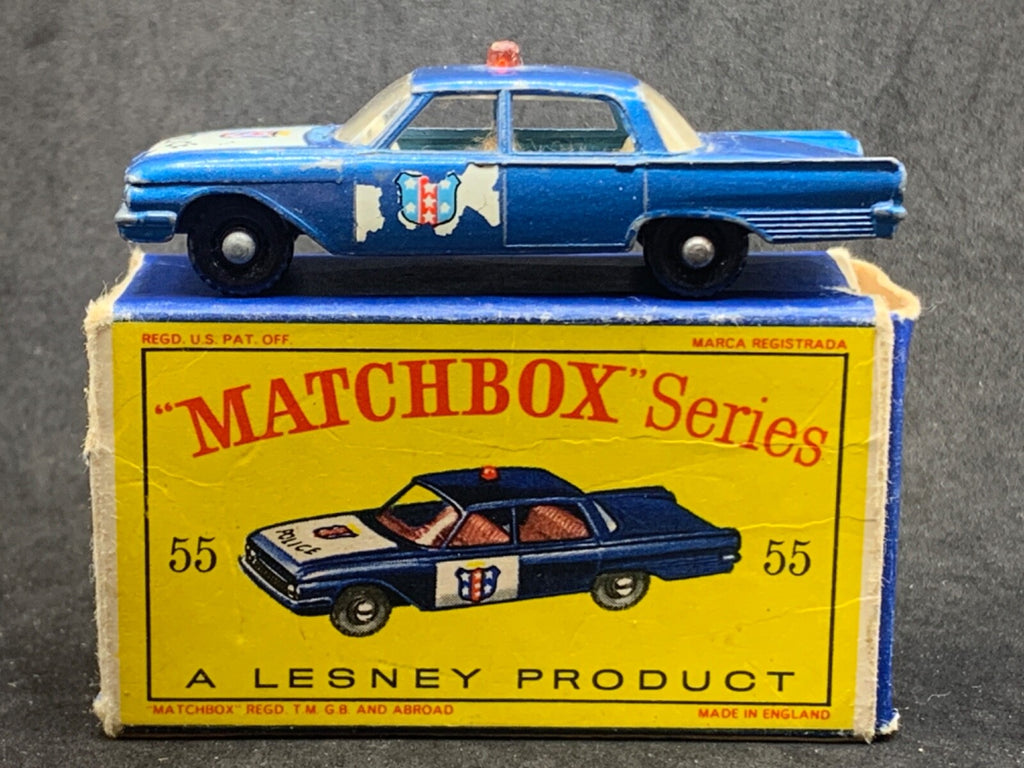 REGD. U.S. PAT. OFF. MARCA REGISTRADA
"MATCHBOX" Series
POLICE
55 55
A LESNEY PRODUCT
"MATCHBOX" REGD. T.M. G.B. AND ABROAD MADE IN ENGLAND